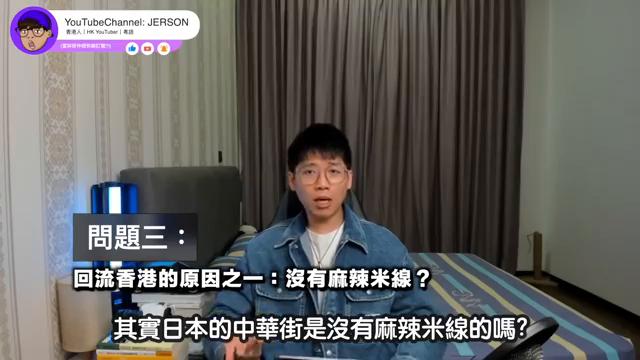 YouTubeChannel: JERSON
香港人 | HK YouTuber | 粵語
問題三：
回流香港的原因之一：沒有麻辣米線？
其實日本的中華街是沒有麻辣米線的嗎?